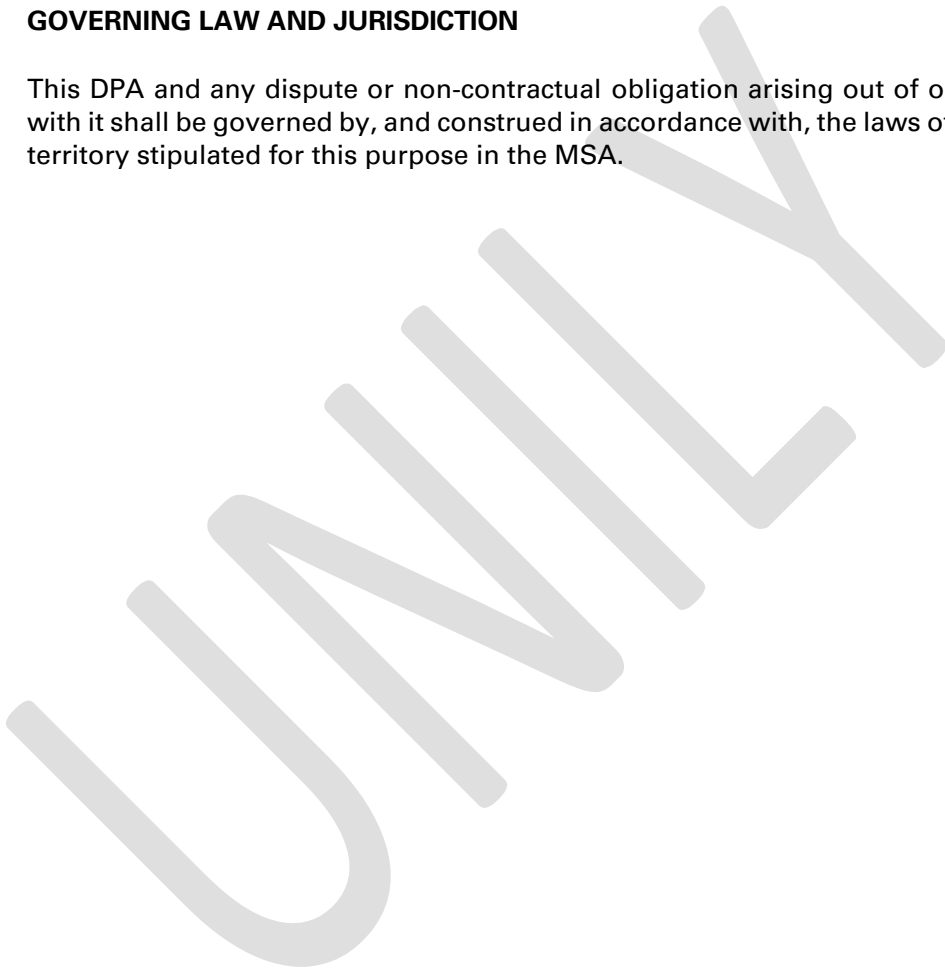 GOVERNING LAW AND JURISDICTION
This DPA and any dispute or non-contractual obligation arising out of o
with it shall be governed by, and construed in accordance with, the laws of
territory stipulated for this purpose in the MSA.
UNILY